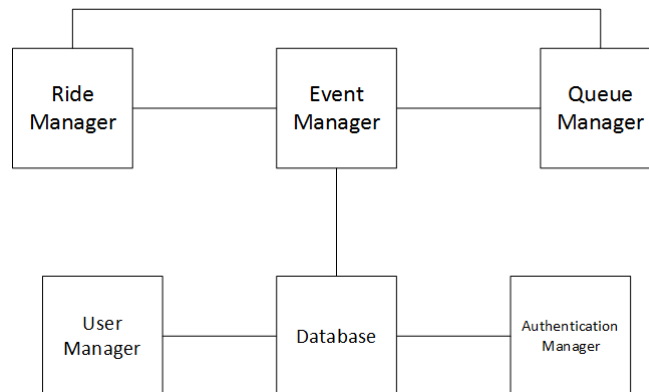 Ride
Manager
Event
Manager
Queue
Manager
User
Manager
Database
Authentication
Manager